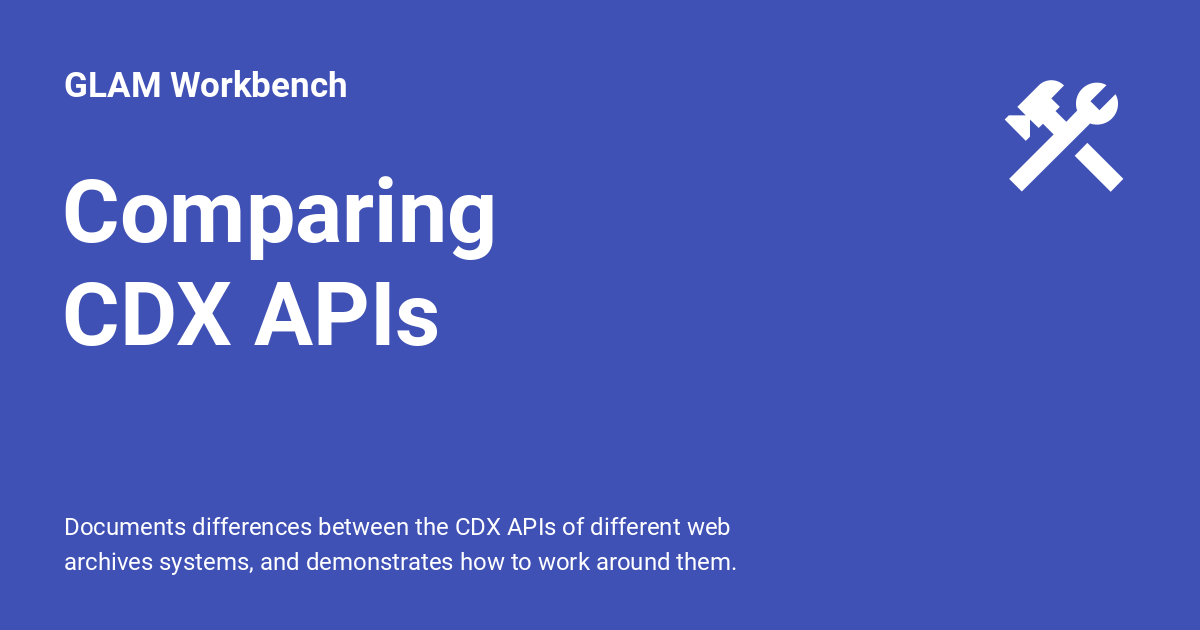 GLAM Workbench
Comparing
CDX APIs
Documents differences between the CDX APIs of different web
archives systems, and demonstrates how to work around them.